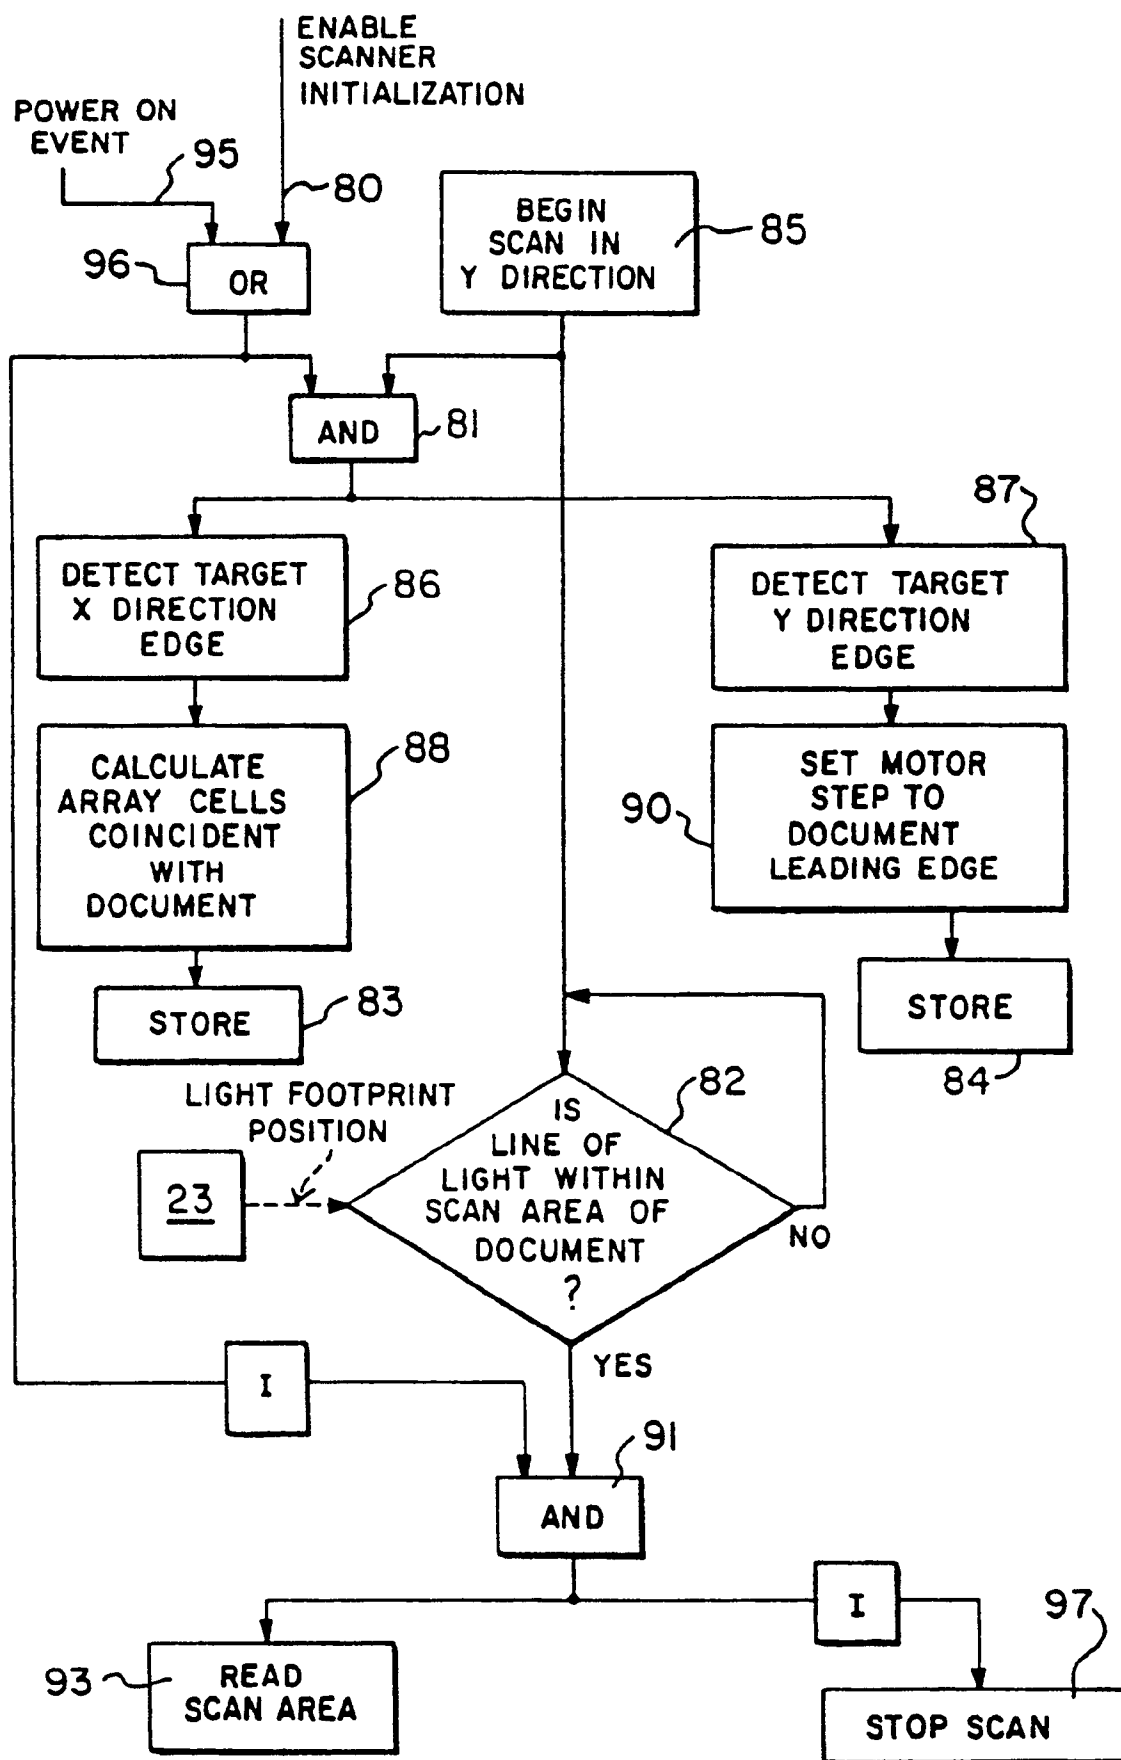 ENABLE
SCANNER
INITIALIZATION
POWER ON
EVENT
95
80
BEGIN
SCAN IN
Y DIRECTION
85
96
OR
AND
81
87
DETECT TARGET
X DIRECTION
EDGE
86
DETECT TARGET
Y DIRECTION
EDGE
CALCULATE
ARRAY CELLS
COINCIDENT
WITH
DOCUMENT
88
SET MOTOR
STEP TO
DOCUMENT
LEADING EDGE
90
STORE
83
STORE
84
LIGHT FOOTPRINT
POSITION
23
IS
LINE OF
LIGHT WITHIN
SCAN AREA OF
DOCUMENT
?
82
NO
YES
I
91
AND
I
97
93
READ
SCAN AREA
STOP SCAN